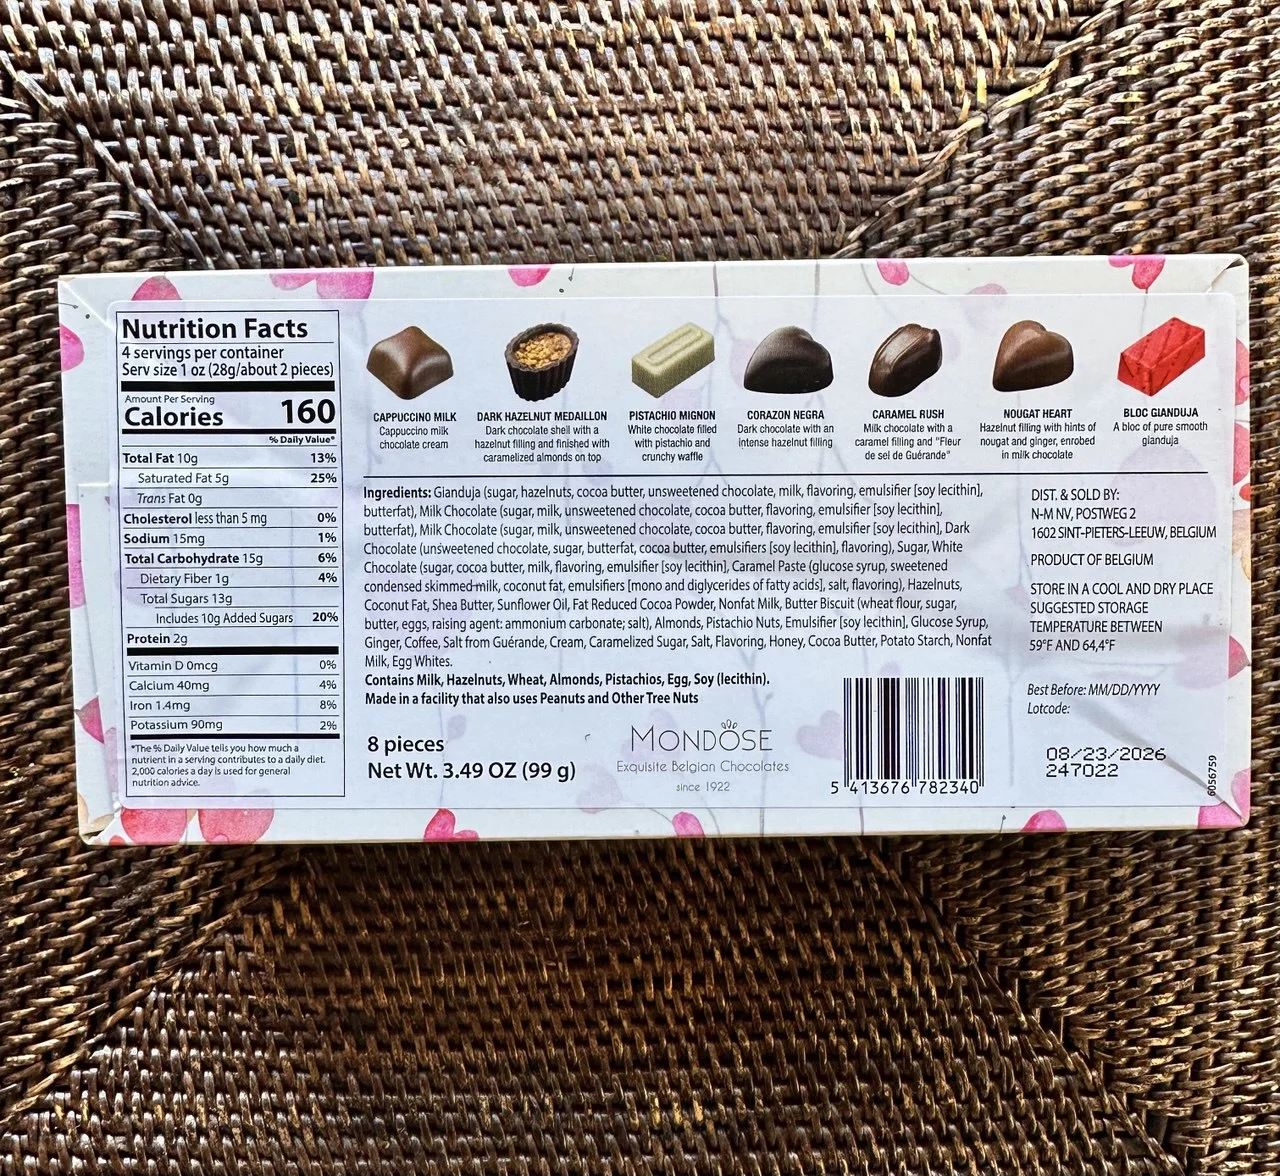 Nutrition Facts
4 servings per container
Serv size 1 oz (28g/about 2 pieces)
Amount Per Serving
Calories 160
% Daily Value*
Total Fat 10g 13%
Saturated Fat 5g 25%
Trans Fat 0g
Cholesterol less than 5 mg 0%
Sodium 15mg 1%
Total Carbohydrate 15g 6%
Dietary Fiber 1g 4%
Total Sugars 13g
Includes 10g Added Sugars 20%
Protein 2g
Vitamin D 0mcg 0%
Calcium 40mg 4%
Iron 1.4mg 8%
Potassium 90mg 2%
*The % Daily Value tells you how much a
nutrient in a serving contributes to a daily diet.
2,000 calories a day is used for general
nutrition advice.
CAPPUCCINO MILK
Cappuccino milk
chocolate cream
DARK HAZELNUT MEDAILLON
Dark chocolate shell with a
hazelnut filling and finished with
caramelized almonds on top
PISTACHIO MIGNON
White chocolate filled
with pistachio and
crunchy waffle
CORAZON NEGRA
Dark chocolate with an
intense hazelnut filling
CARAMEL RUSH
Milk chocolate with a
caramel filling and "Fleur
de sel de Guérande"
NOUGAT HEART
Hazelnut filling with hints of
nougat and ginger, enrobed
in milk chocolate
BLOC GIANDUJA
A bloc of pure smooth
gianduja
Ingredients: Gianduja (sugar, hazelnuts, cocoa butter, unsweetened chocolate, milk, flavoring, emulsifier [soy lecithin],
butterfat), Milk Chocolate (sugar, milk, unsweetened chocolate, cocoa butter, flavoring, emulsifier [soy lecithin],
butterfat), Milk Chocolate (sugar, milk, unsweetened chocolate, cocoa butter, flavoring, emulsifier [soy lecithin], Dark
Chocolate (unsweetened chocolate, sugar, butterfat, cocoa butter, emulsifiers [soy lecithin], flavoring), Sugar, White
Chocolate (sugar, cocoa butter, milk, flavoring, emulsifier [soy lecithin], Caramel Paste (glucose syrup, sweetened
condensed skimmed milk, coconut fat, emulsifiers [mono and diglycerides of fatty acids], salt, flavoring), Hazelnuts,
Coconut Fat, Shea Butter, Sunflower Oil, Fat Reduced Cocoa Powder, Nonfat Milk, Butter Biscuit (wheat flour, sugar,
butter, eggs, raising agent: ammonium carbonate; salt), Almonds, Pistachio Nuts, Emulsifier [soy lecithin], Glucose Syrup,
Ginger, Coffee, Salt from Guérande, Cream, Caramelized Sugar, Salt, Flavoring, Honey, Cocoa Butter, Potato Starch, Nonfat
Milk, Egg Whites.
Contains Milk, Hazelnuts, Wheat, Almonds, Pistachios, Egg, Soy (lecithin).
Made in a facility that also uses Peanuts and Other Tree Nuts
8 pieces
Net Wt. 3.49 OZ (99 g)
MONDOSE
Exquisite Belgian Chocolates
since 1922
5 413676 782340
DIST. & SOLD BY:
N-M NV, POSTWEG 2
1602 SINT-PIETERS-LEEUW, BELGIUM
PRODUCT OF BELGIUM
STORE IN A COOL AND DRY PLACE
SUGGESTED STORAGE
TEMPERATURE BETWEEN
59°F AND 64,4°F
Best Before: MM/DD/YYYY
Lotcode:
08/23/2026
247022
6056759